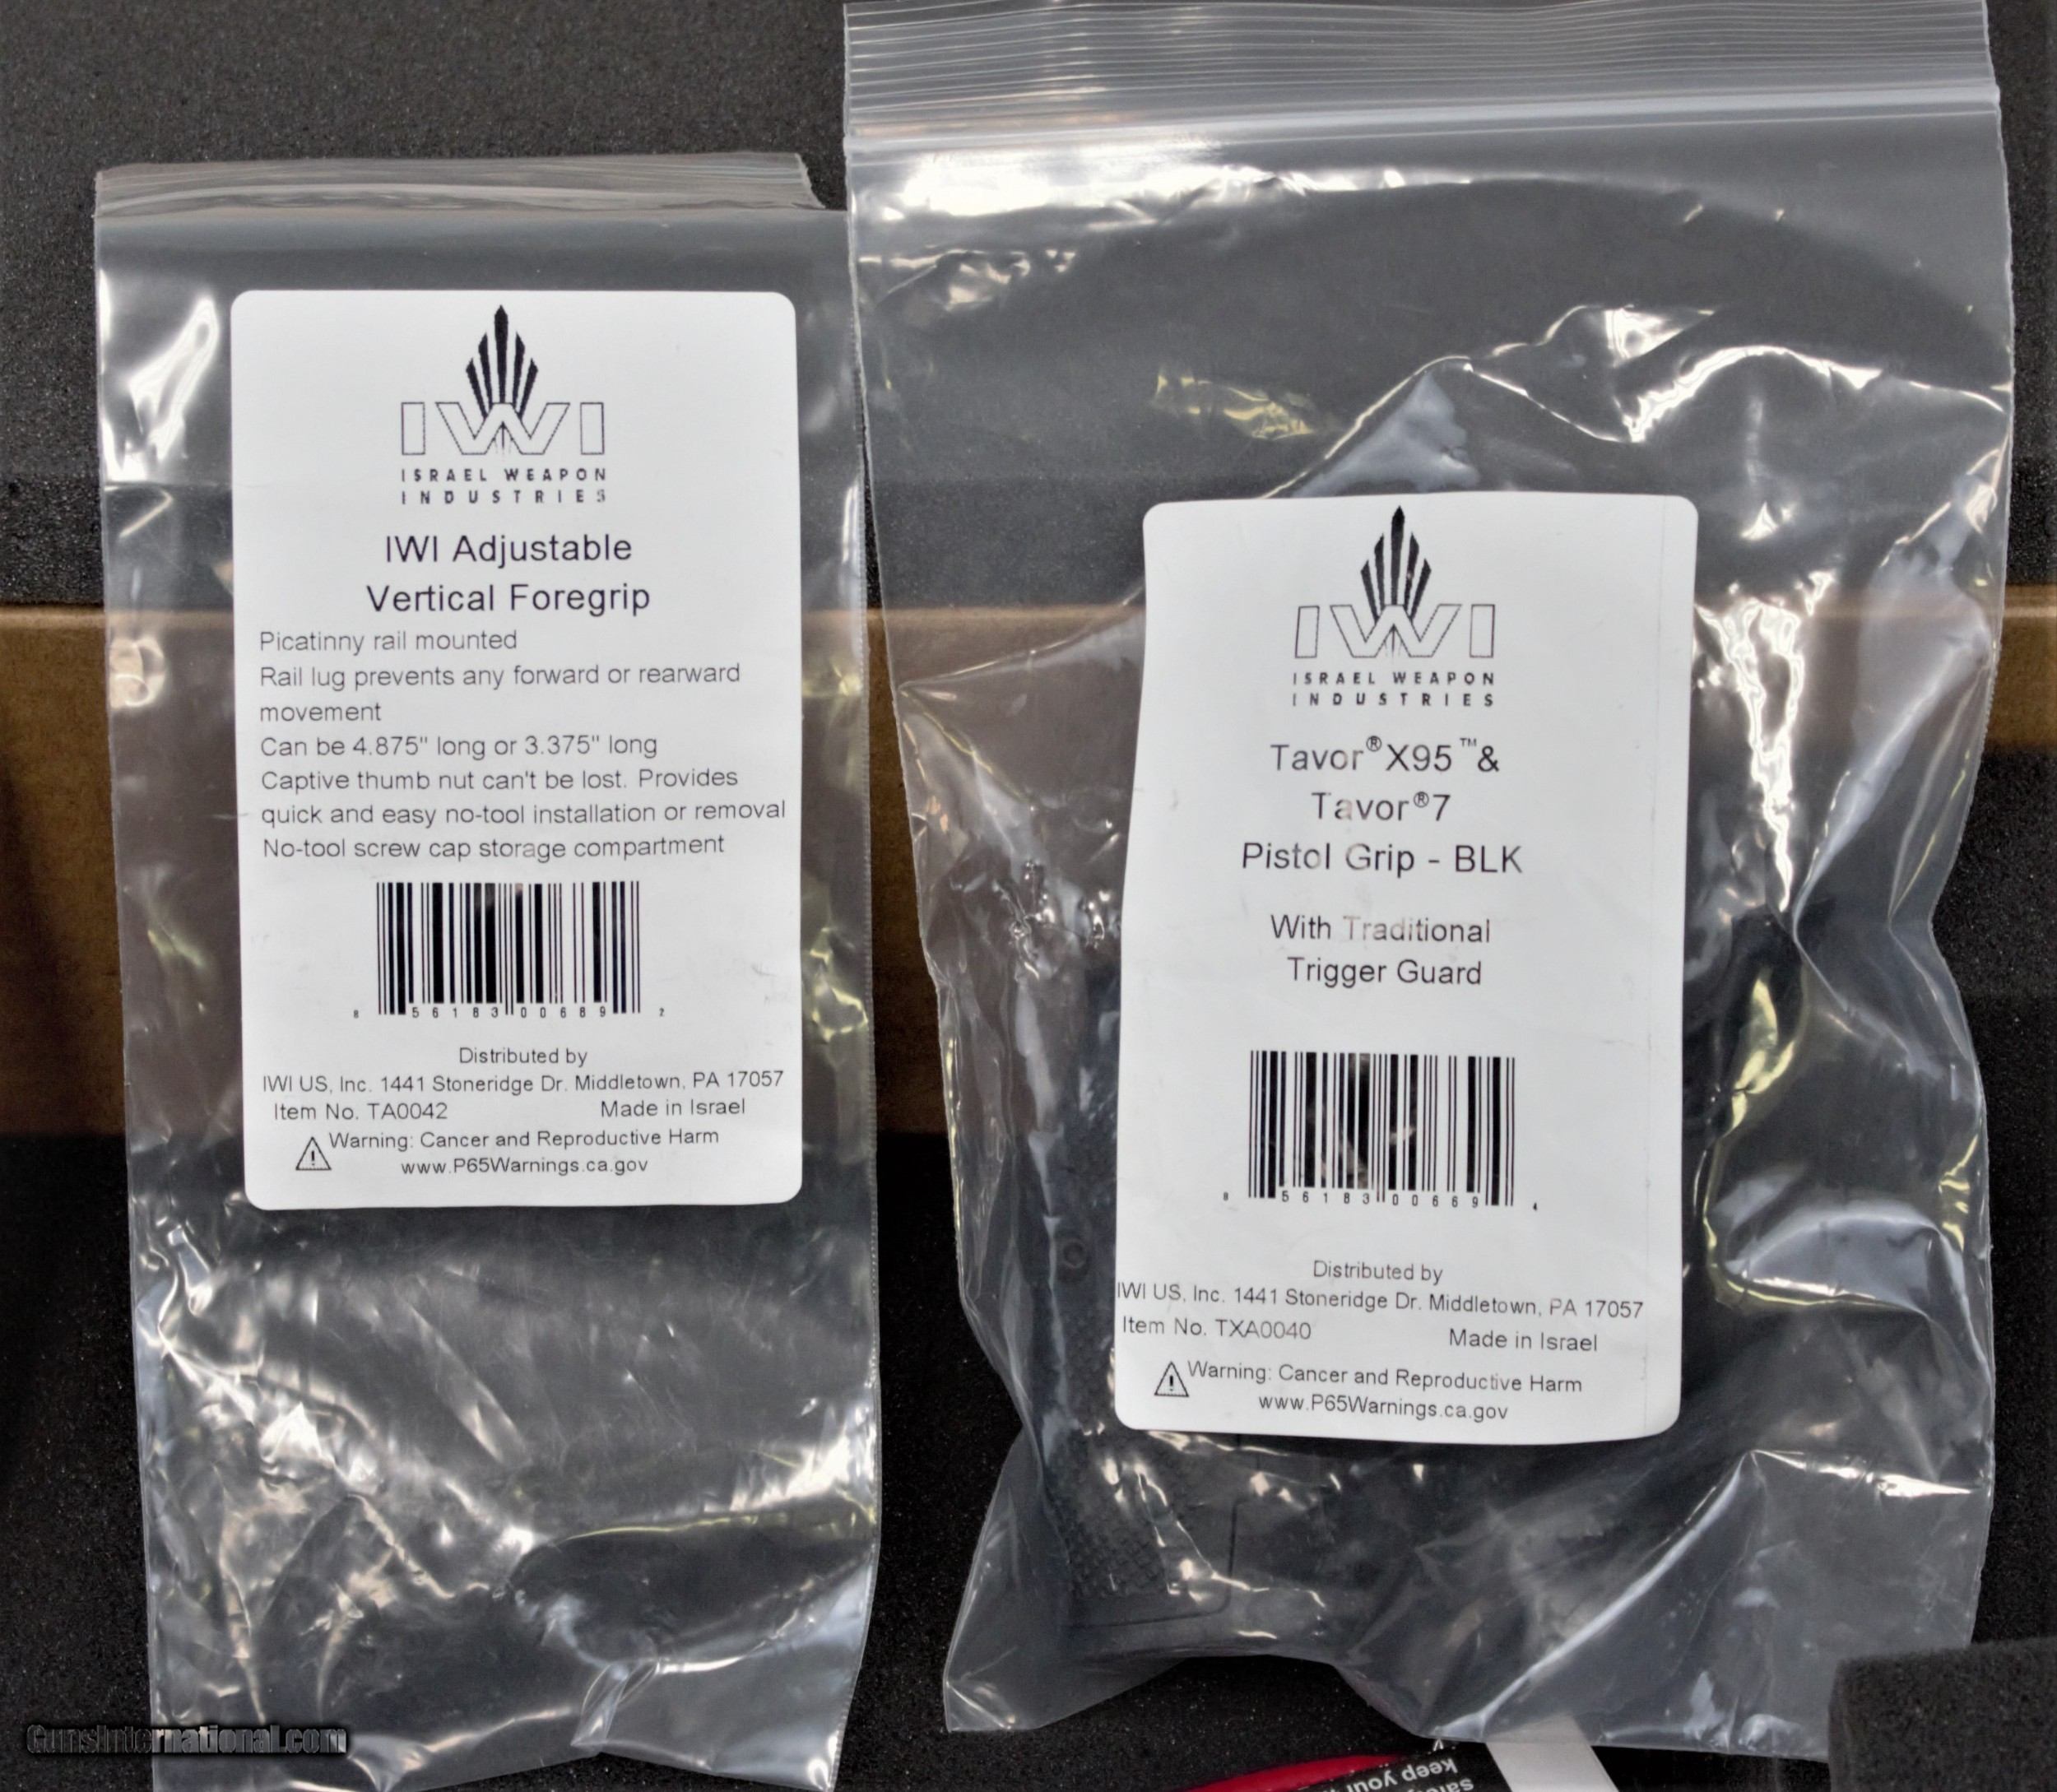 IWI
ISRAEL WEAPON
INDUSTRIES
IWI Adjustable
Vertical Foregrip
Picatinny rail mounted
Rail lug prevents any forward or rearward
movement
Can be 4.875" long or 3.375" long
Captive thumb nut can't be lost. Provides
quick and easy no-tool installation or removal
No-tool screw cap storage compartment
8 56183 00689 2
Distributed by
IWI US, Inc. 1441 Stoneridge Dr. Middletown, PA 17057
Item No. TA0042 Made in Israel
Warning: Cancer and Reproductive Harm
www.P65Warnings.ca.gov
IWI
ISRAEL WEAPON
INDUSTRIES
Tavor®X95™&
Tavor®7
Pistol Grip - BLK
With Traditional
Trigger Guard
8 56183 00669 4
Distributed by
IWI US, Inc. 1441 Stoneridge Dr. Middletown, PA 17057
Item No. TXA0040 Made in Israel
Warning: Cancer and Reproductive Harm
www.P65Warnings.ca.gov
GunsInternational.com
keep your